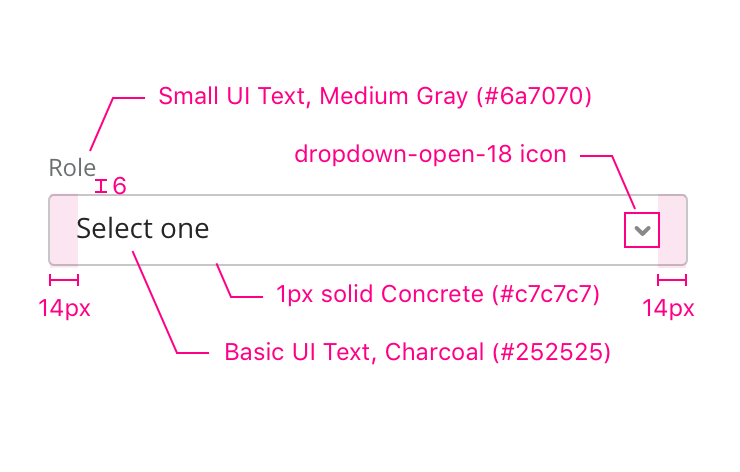 Small UI Text, Medium Gray (#6a7070)
dropdown-open-18 icon
Role
6
Select one
14px
1px solid Concrete (#c7c7c7)
14px
Basic UI Text, Charcoal (#252525)